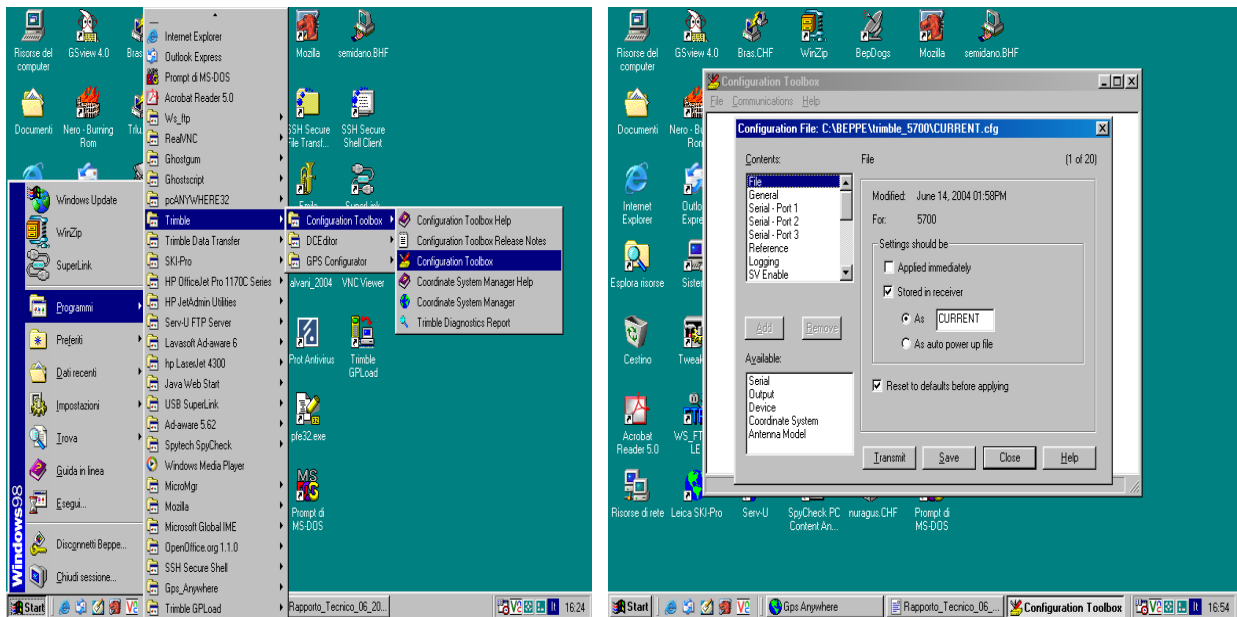 Risorse del
computer
GSview 4.0
Bras
Mozilla
semidano.BHF
Documenti
Nero - Burning
Rom
Trilu
SSH Secure
File Transf...
SSH Secure
Shell Client
Internet Explorer
Outlook Express
Prompt di MS-DOS
Acrobat Reader 5.0
Ws_ftp
RealVNC
Ghostgum
Ghostscript
pcANYWHERE32
Trimble
Trimble Data Transfer
SKI-Pro
HP OfficeJet Pro 1170C Series
HP JetAdmin Utilities
Serv-U FTP Server
Lavasoft Ad-aware 6
hp LaserJet 4300
Java Web Start
USB SuperLink
Ad-aware 5.62
Spytech SpyCheck
Windows Media Player
MicroMgr
Mozilla
Microsoft Global IME
OpenOffice.org 1.1.0
SSH Secure Shell
Gps_Anywhere
Trimble GPLoad
Windows Update
WinZip
SuperLink
Programmi
Preferiti
Dati recenti
Impostazioni
Trova
Guida in linea
Esegui...
Disconnetti Beppe...
Chiudi sessione...
Windows98
Configuration Toolbox
DCEditor
GPS Configurator
Configuration Toolbox Help
Configuration Toolbox Release Notes
Configuration Toolbox
Coordinate System Manager Help
Coordinate System Manager
Trimble Diagnostics Report
alvani_2004
VNC Viewer
Prot Antivirus
Trimble
GPLoad
pfe32.exe
Prompt di
MS-DOS
Start
Rapporto_Tecnico_06_20...
16:24
Risorse del
computer
GSview 4.0
Bras.CHF
WinZip
BepDogs
Mozilla
semidano.BHF
Documenti
Nero - Bu
Rom
Internet
Explorer
Outlo
Expre
Esplora risorse
Sister
Cestino
Tweak
Acrobat
Reader 5.0
WS_FT
LE
Risorse di rete
Leica SKI-Pro
Serv-U
SpyCheck PC
Content An...
nuragus.CHF
Prompt di
MS-DOS
Configuration Toolbox
File Communications Help
Configuration File: C:\BEPPE\trimble_5700\CURRENT.cfg
Contents:
File
General
Serial - Port 1
Serial - Port 2
Serial - Port 3
Reference
Logging
SV Enable
Add
Remove
Available:
Serial
Output
Device
Coordinate System
Antenna Model
File
(1 of 20)
Modified: June 14, 2004 01:58PM
For: 5700
Settings should be
Applied immediately
Stored in receiver
As CURRENT
As auto power up file
Reset to defaults before applying
Transmit
Save
Close
Help
Start
Gps Anywhere
Rapporto_Tecnico_06_...
Configuration Toolbox
16:54